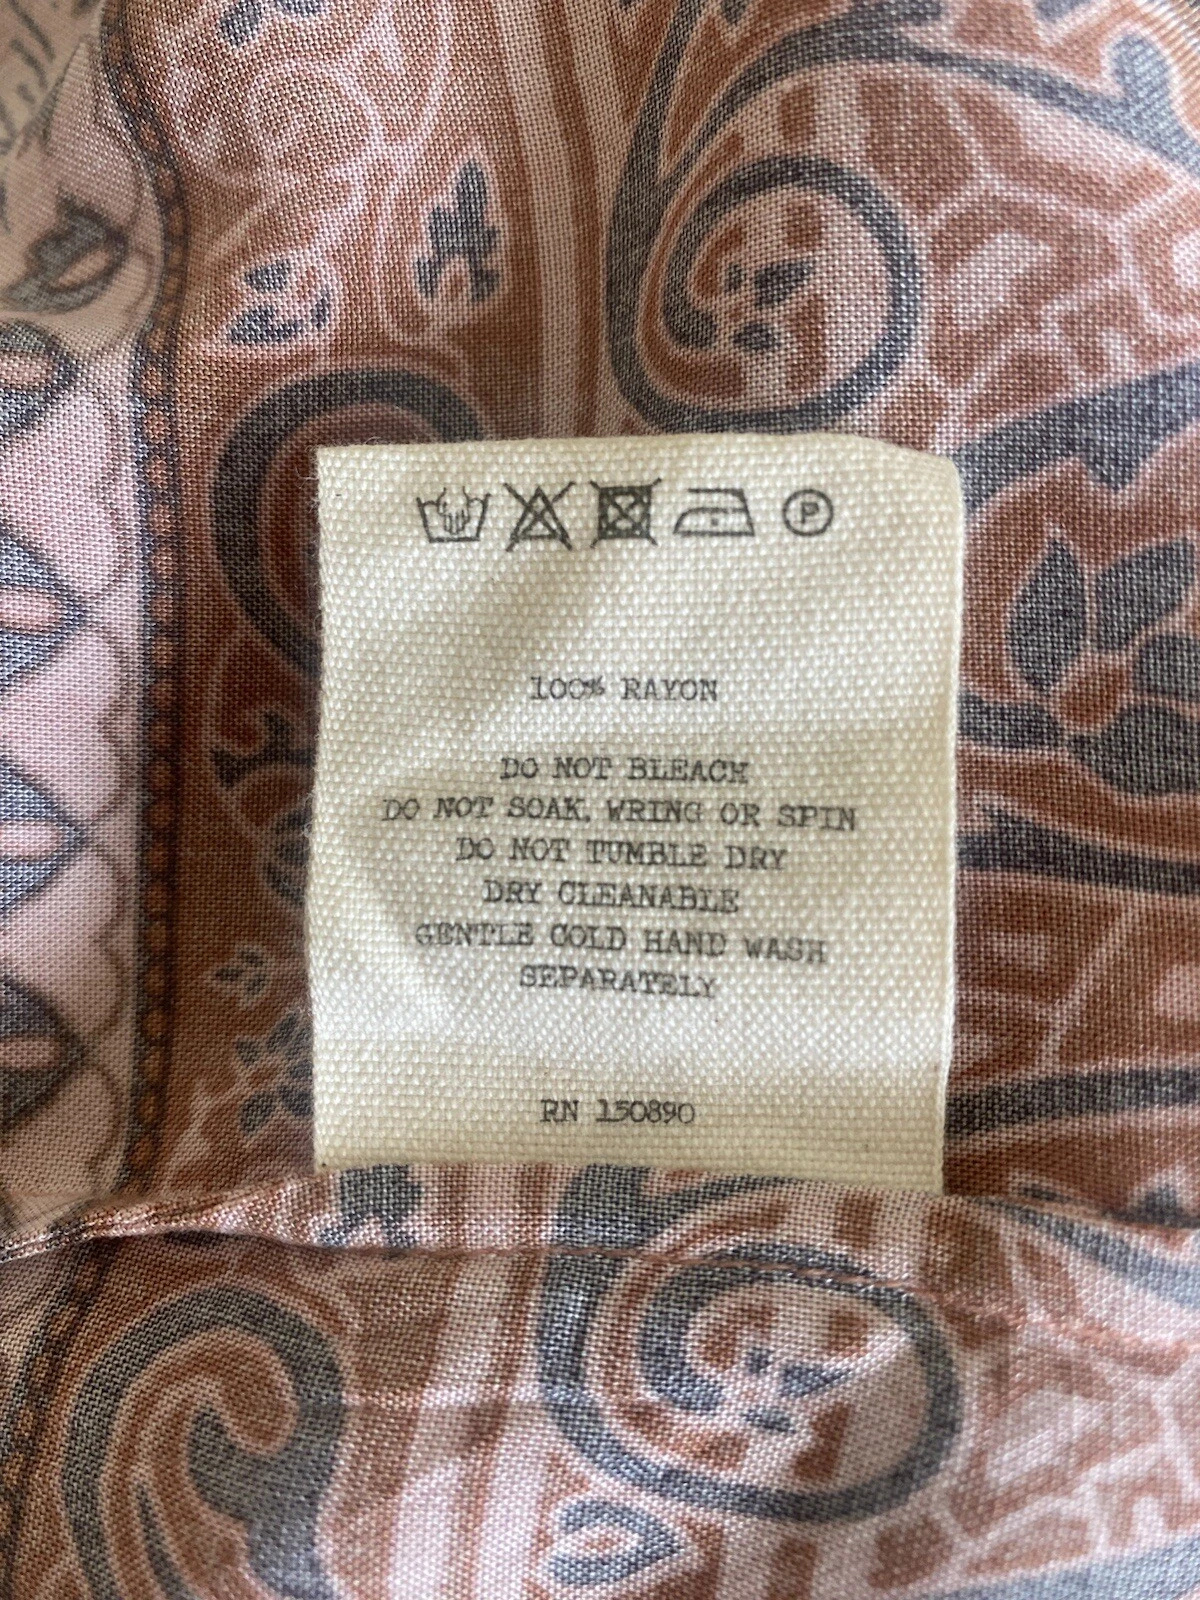 P
100% RAYON
DO NOT BLEACH
DO NOT SOAK, WRING OR SPIN
DO NOT TUMBLE DRY
DRY CLEANABLE
GENTLE COLD HAND WASH
SEPARATELY
RN 150890